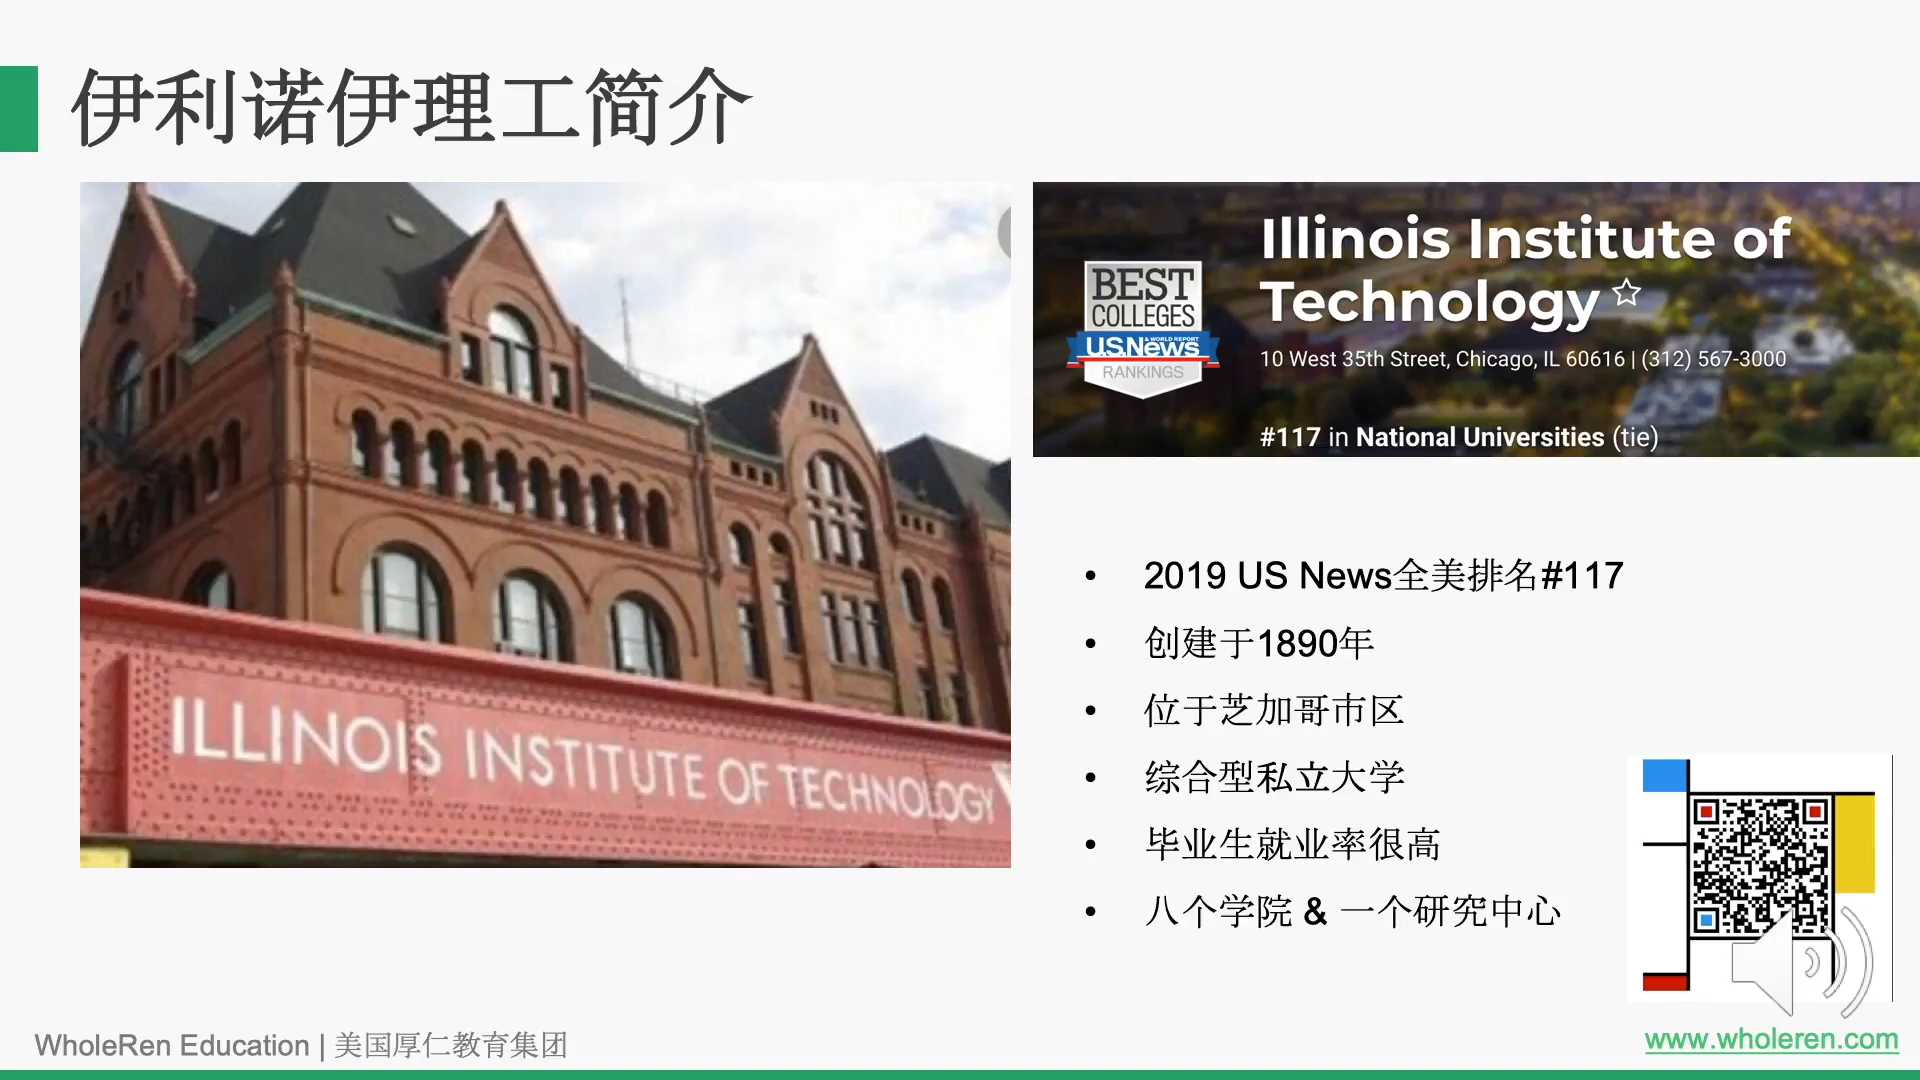 伊利诺伊理工简介
ILLINOIS INSTITUTE OF TECHNOLOGY
BEST
COLLEGES
U.S.News
& WORLD REPORT
RANKINGS
Illinois Institute of
Technology
10 West 35th Street, Chicago, IL 60616 | (312) 567-3000
#117 in National Universities (tie)
• 2019 US News全美排名#117
• 创建于1890年
• 位于芝加哥市区
• 综合型私立大学
• 毕业生就业率很高
• 八个学院 & 一个研究中心
WholeRen Education | 美国厚仁教育集团
www.wholeren.com